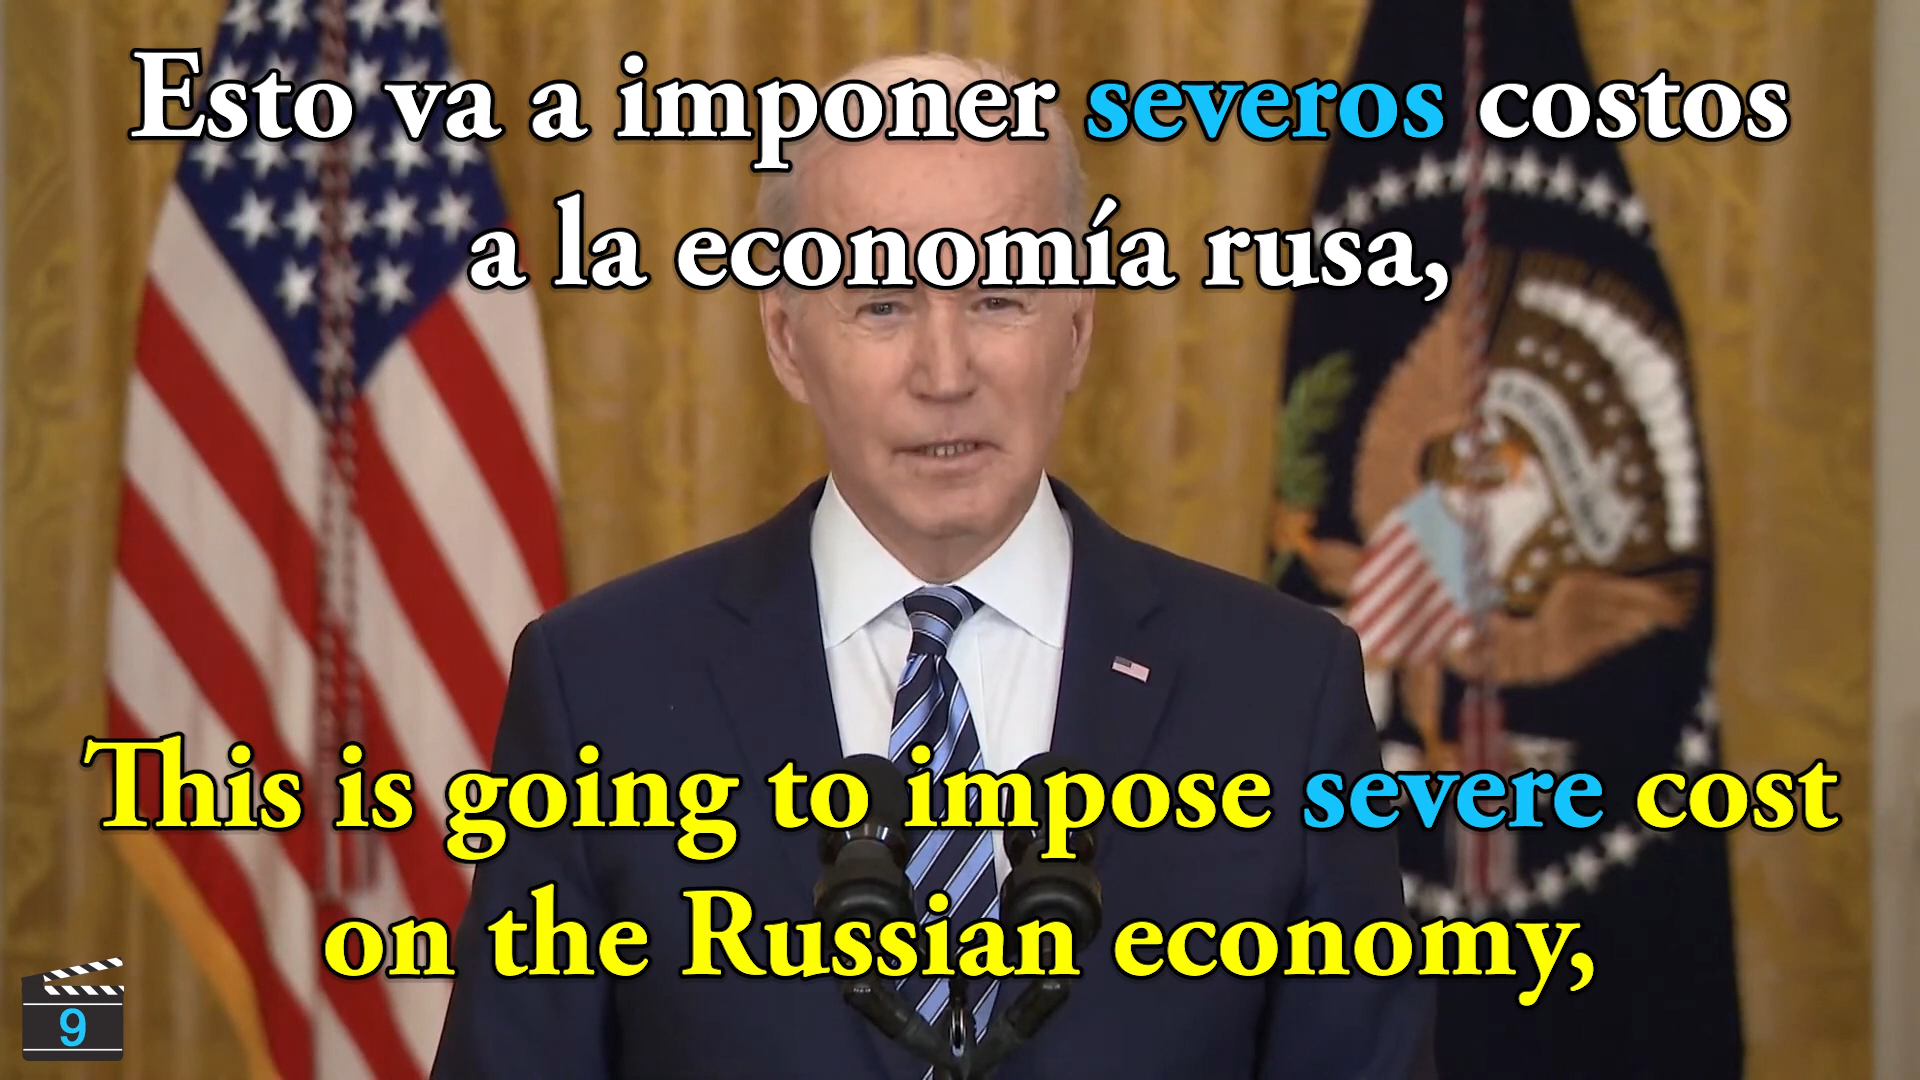 Esto va a imponer severos costos
a la economía rusa,
This is going to impose severe cost
on the Russian economy,
9